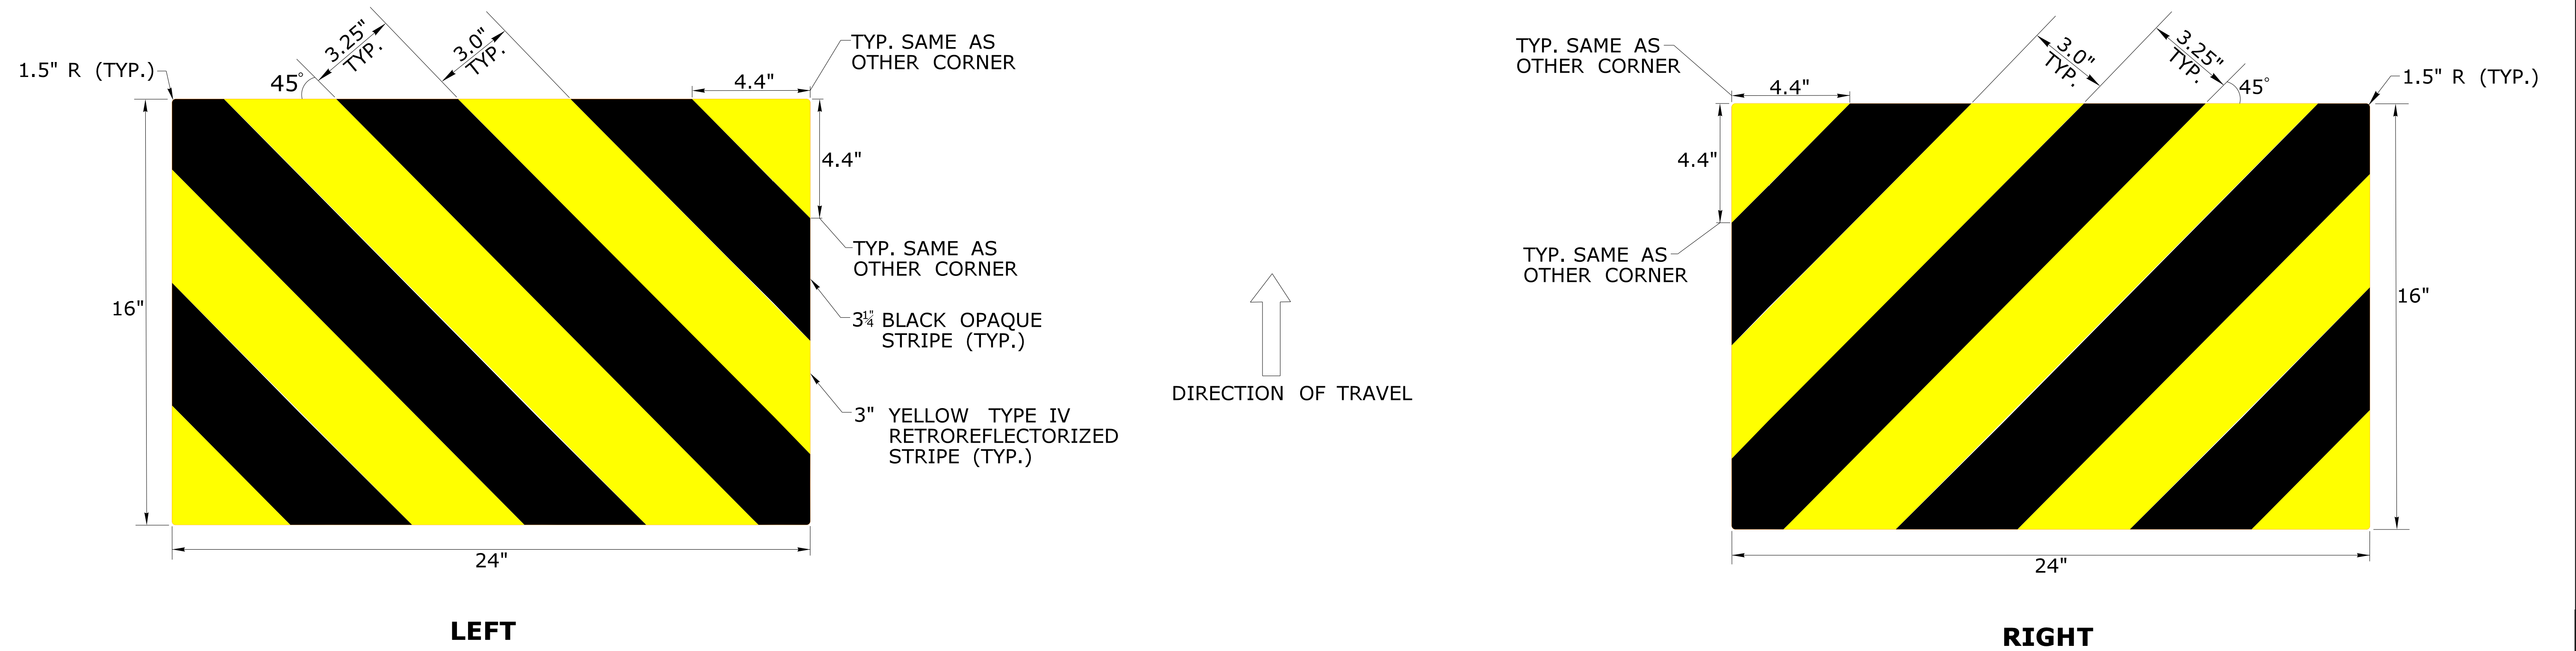 1.5" R (TYP.)
45°
3.25"
TYP.
3.0"
TYP.
4.4"
TYP. SAME AS
OTHER CORNER
4.4"
TYP. SAME AS
OTHER CORNER
3¼" BLACK OPAQUE
STRIPE (TYP.)
3" YELLOW TYPE IV
RETROREFLECTORIZED
STRIPE (TYP.)
16"
24"
LEFT
DIRECTION OF TRAVEL
TYP. SAME AS
OTHER CORNER
4.4"
4.4"
TYP. SAME AS
OTHER CORNER
3.0"
TYP.
3.25"
TYP.
45°
1.5" R (TYP.)
16"
24"
RIGHT